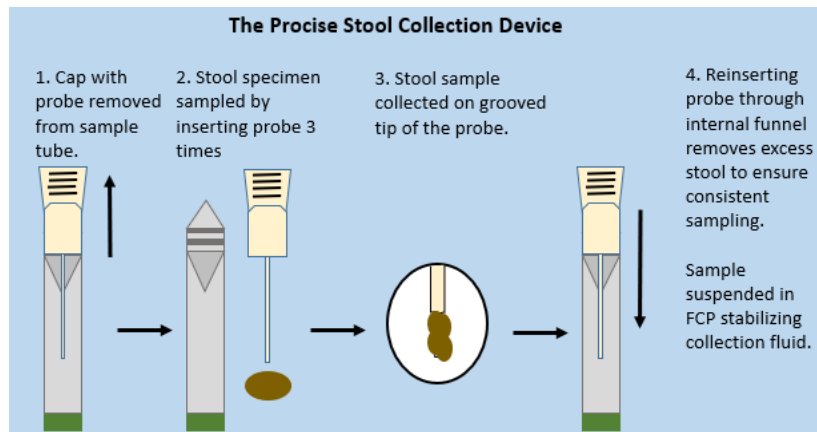 The Procise Stool Collection Device
1. Cap with
probe removed
from sample
tube.
2. Stool specimen
sampled by
inserting probe 3
times
3. Stool sample
collected on grooved
tip of the probe.
4. Reinserting
probe through
internal funnel
removes excess
stool to ensure
consistent
sampling.
Sample
suspended in
FCP stabilizing
collection fluid.